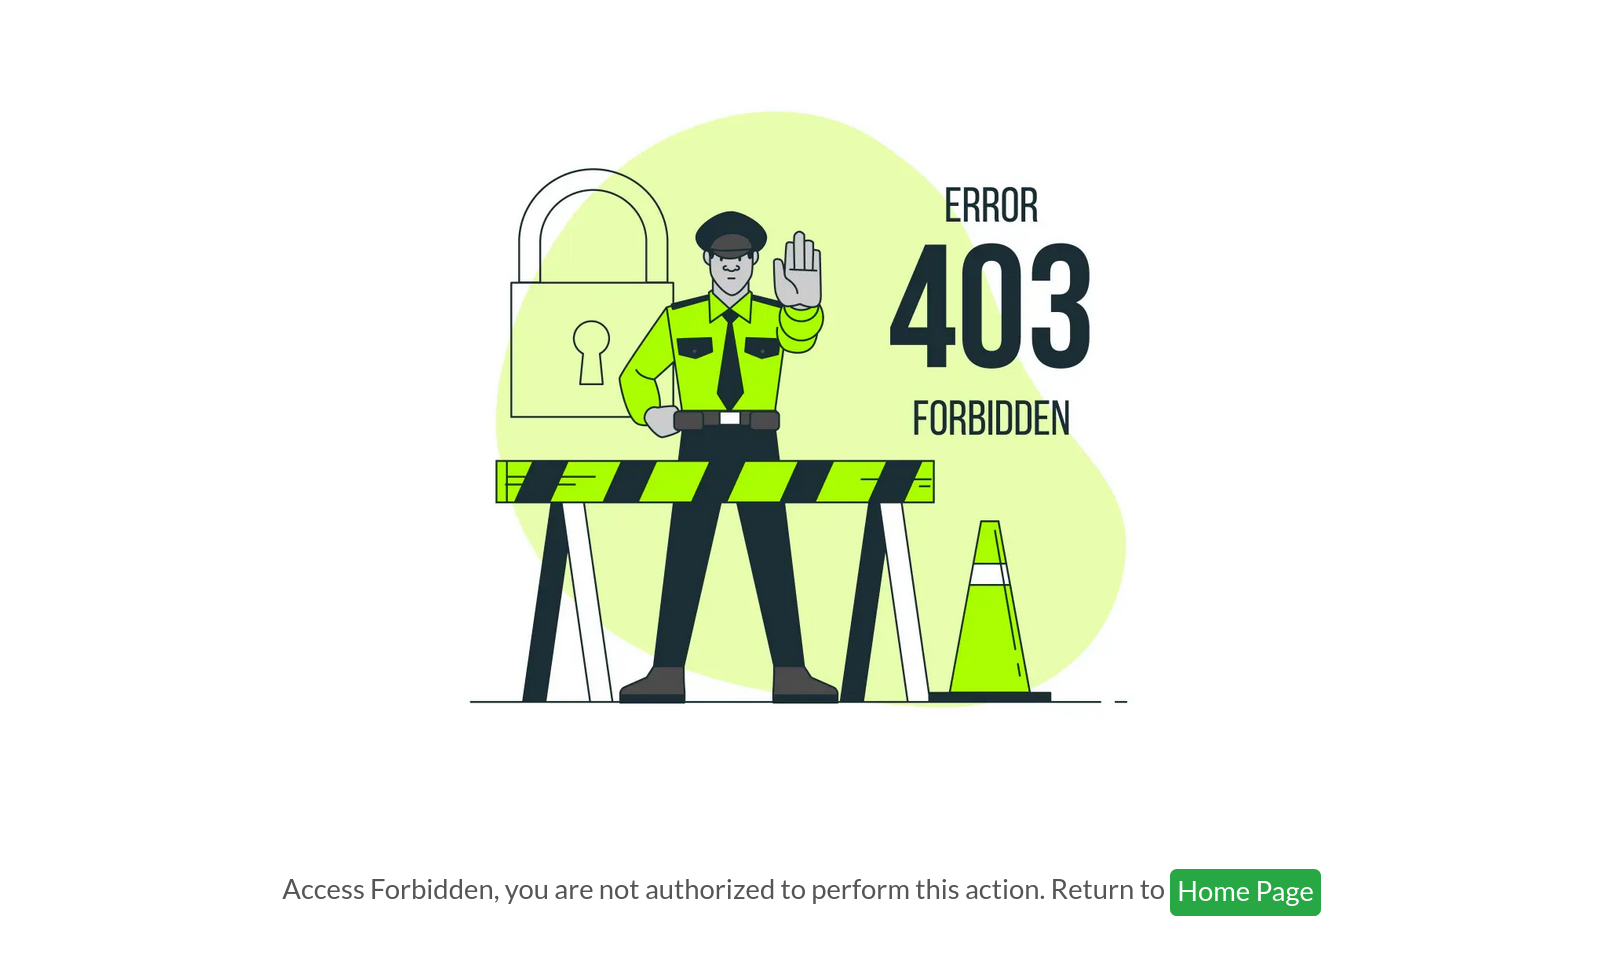 ERROR
403
FORBIDDEN
Access Forbidden, you are not authorized to perform this action. Return to Home Page